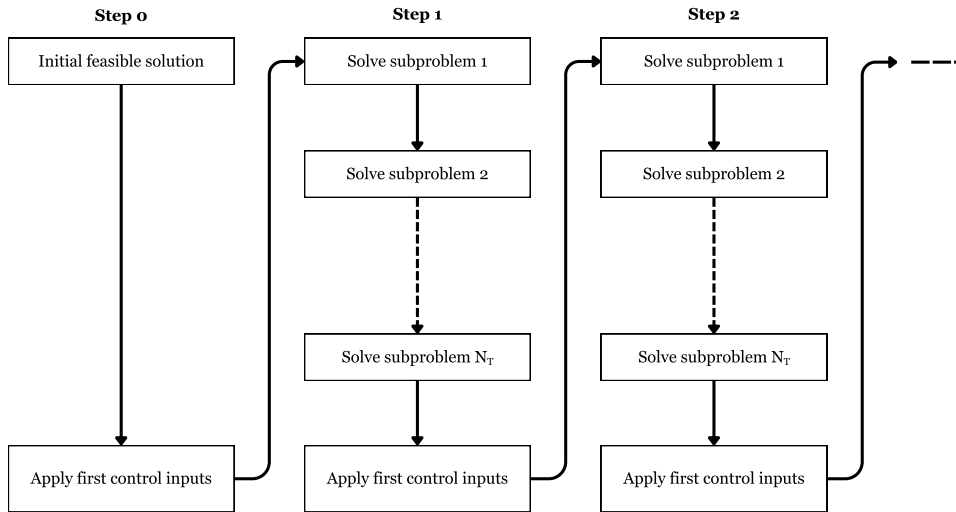 Step 0
Initial feasible solution
Apply first control inputs
Step 1
Solve subproblem 1
Solve subproblem 2
Solve subproblem N_T
Apply first control inputs
Step 2
Solve subproblem 1
Solve subproblem 2
Solve subproblem N_T
Apply first control inputs